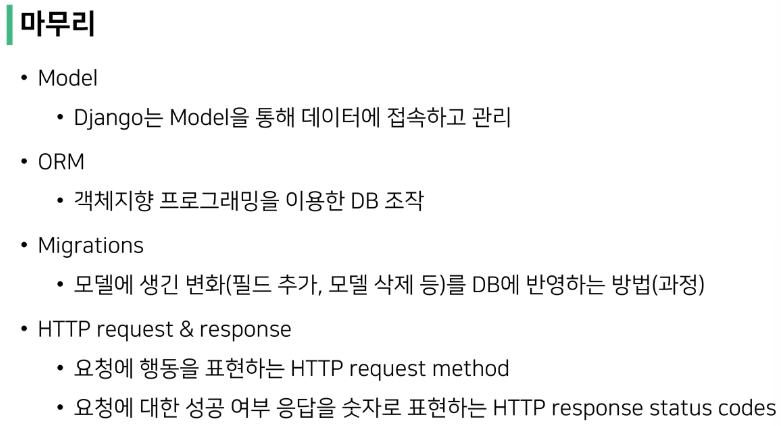 마무리
• Model
• Django는 Model을 통해 데이터에 접속하고 관리
• ORM
• 객체지향 프로그래밍을 이용한 DB 조작
• Migrations
• 모델에 생긴 변화(필드 추가, 모델 삭제 등)를 DB에 반영하는 방법(과정)
• HTTP request & response
• 요청에 행동을 표현하는 HTTP request method
• 요청에 대한 성공 여부 응답을 숫자로 표현하는 HTTP response status codes